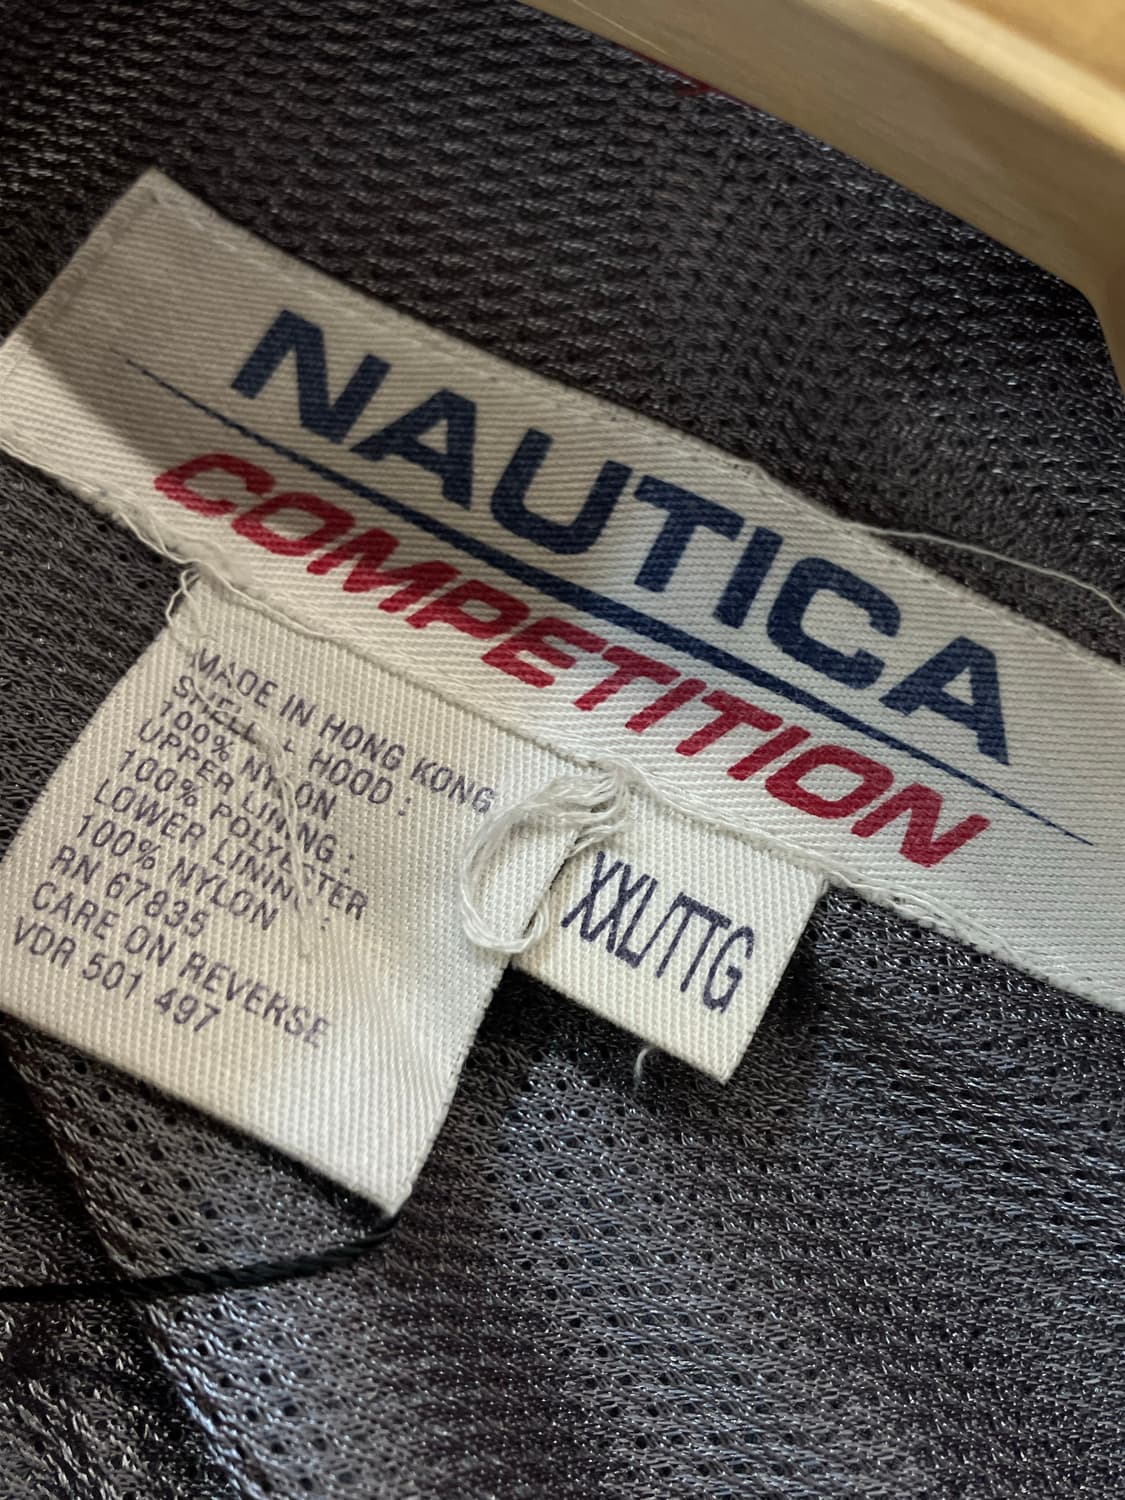 NAUTICA
COMPETITION
MADE IN HONG KONG
SHELL & HOOD :
100% NYLON
UPPER LINING :
100% POLYESTER
LOWER LINING :
100% NYLON
RN 67835
CARE ON REVERSE
VDR 501 497
XXL/TTG